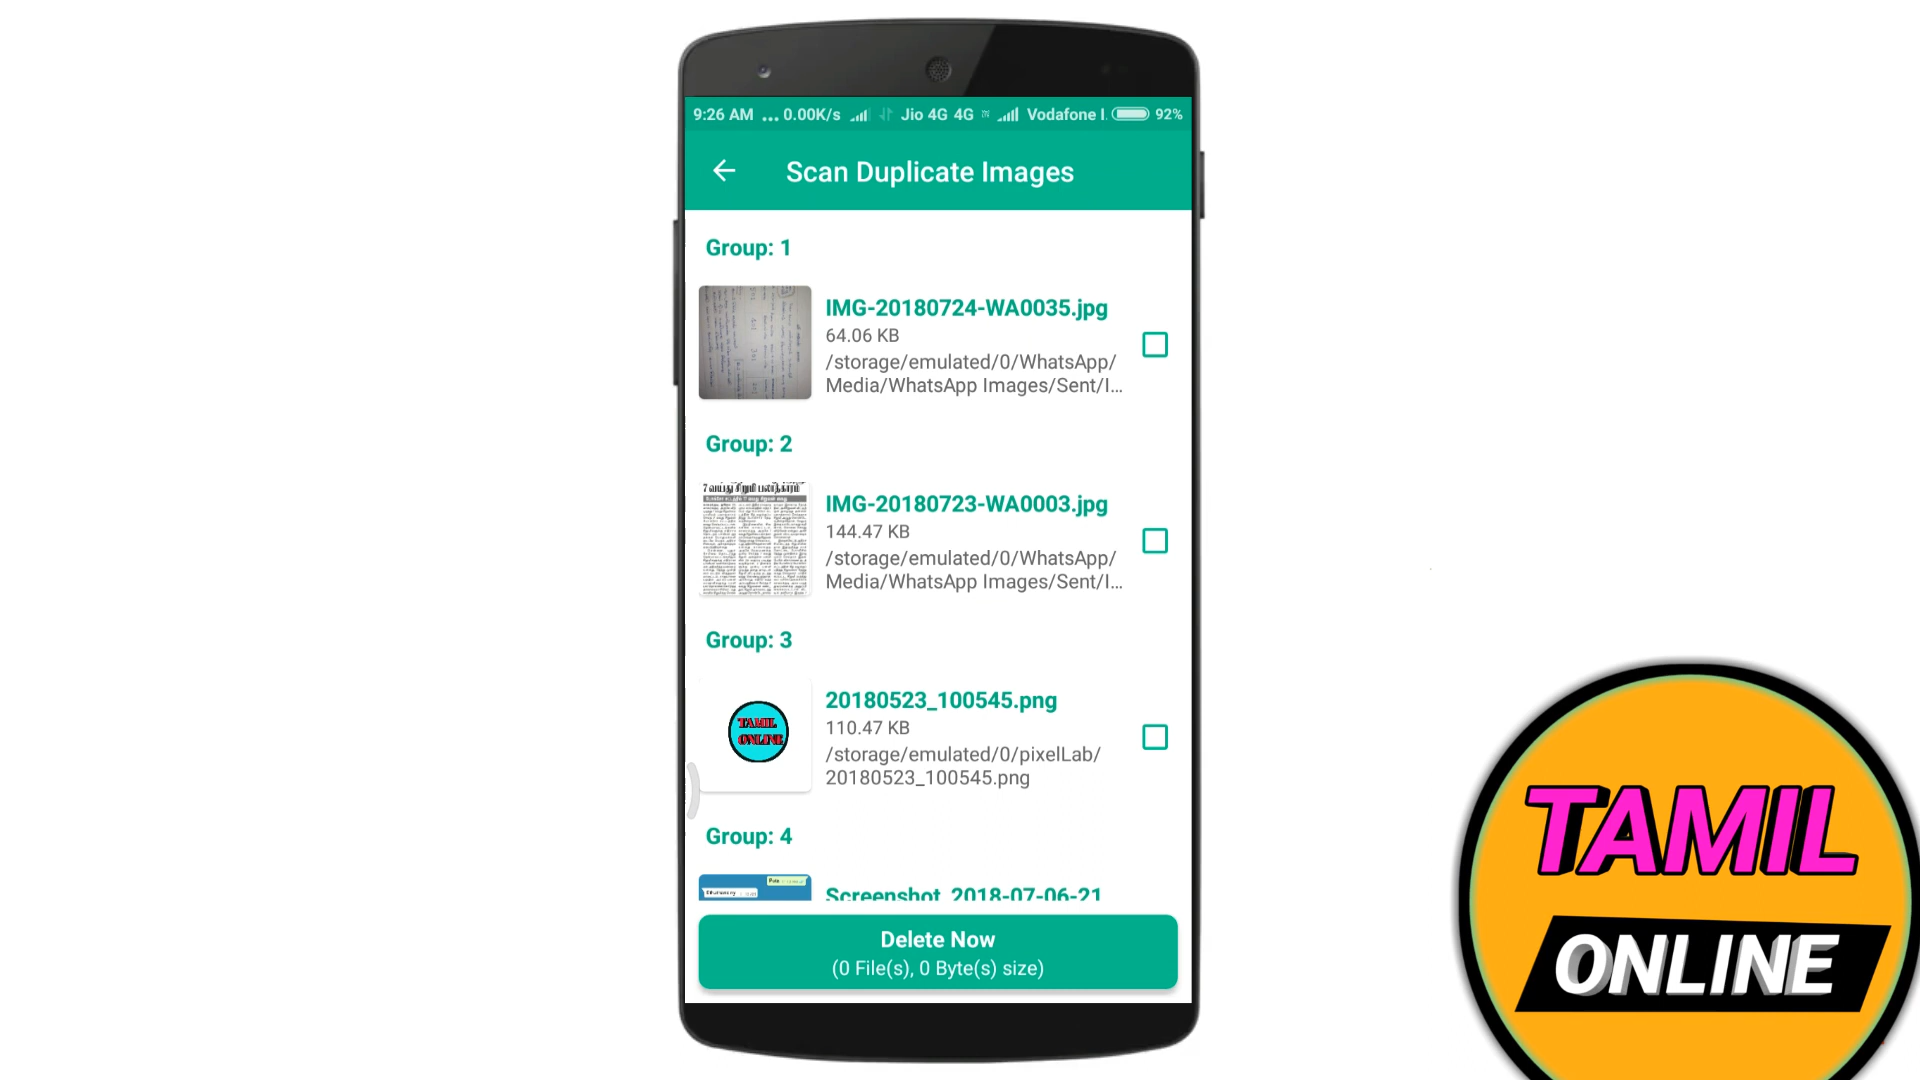 9:26 AM ... 0.00K/s Jio 4G 4G Vodafone I. 92%
Scan Duplicate Images
Group: 1
IMG-20180724-WA0035.jpg
64.06 KB
/storage/emulated/0/WhatsApp/
Media/WhatsApp Images/Sent/I...
Group: 2
7 வயது சிறுமி பலாத்காரம்
IMG-20180723-WA0003.jpg
144.47 KB
/storage/emulated/0/WhatsApp/
Media/WhatsApp Images/Sent/I...
Group: 3
TAMIL
ONLINE
20180523_100545.png
110.47 KB
/storage/emulated/0/pixelLab/
20180523_100545.png
Group: 4
Screenshot_2018-07-06-21
Delete Now
(0 File(s), 0 Byte(s) size)
TAMIL
ONLINE